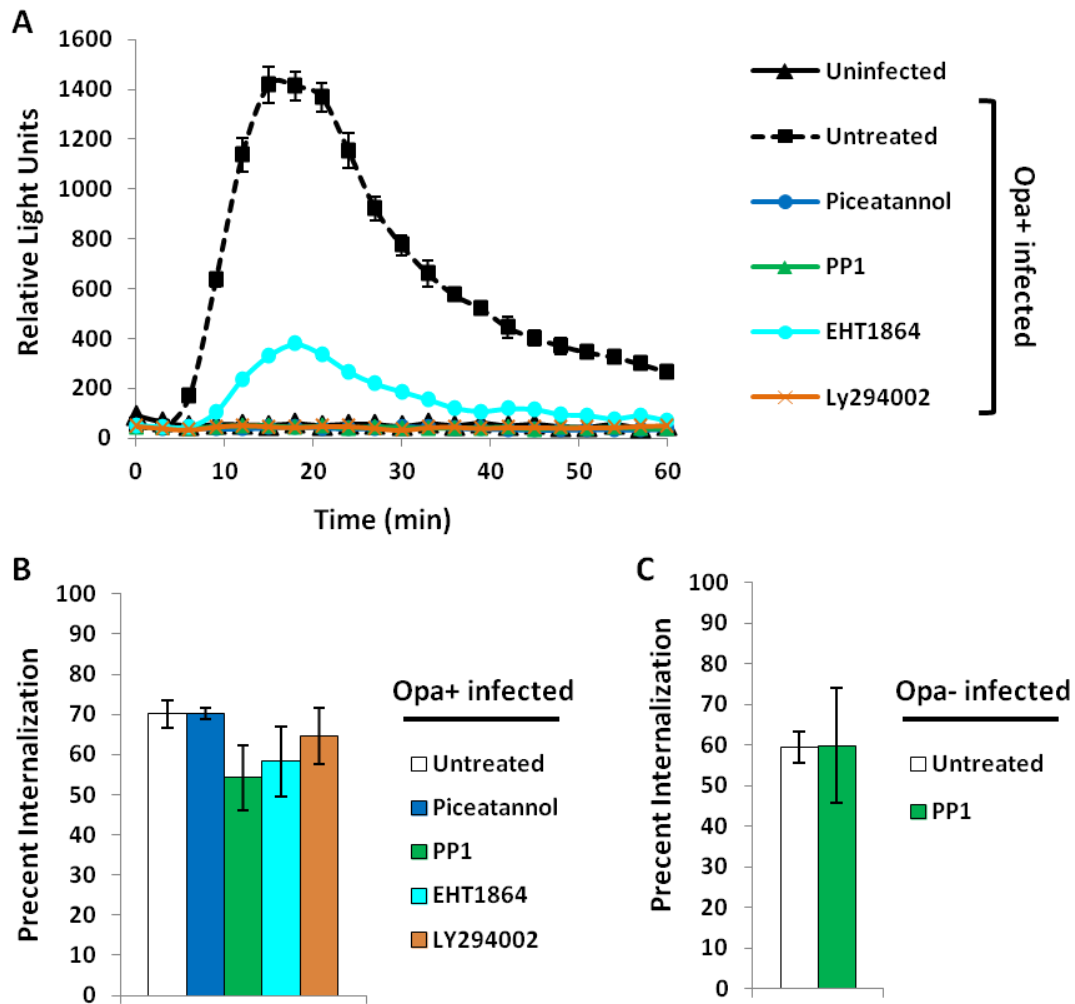 A
1600
1400
1200
1000
800
600
400
200
0
Relative Light Units
0 10 20 30 40 50 60
Time (min)
Uninfected
Untreated
Piceatannol
PP1
EHT1864
Ly294002
Opa+ infected
B
100
90
80
70
60
50
40
30
20
10
0
Precent Internalization
Opa+ infected
Untreated
Piceatannol
PP1
EHT1864
LY294002
C
100
90
80
70
60
50
40
30
20
10
0
Precent Internalization
Opa- infected
Untreated
PP1